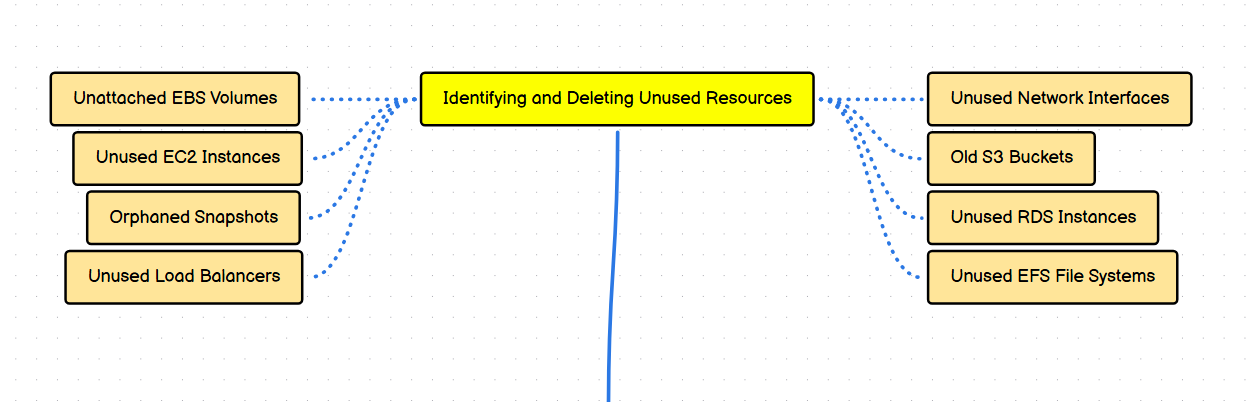 Identifying and Deleting Unused Resources
Unattached EBS Volumes
Unused EC2 Instances
Orphaned Snapshots
Unused Load Balancers
Unused Network Interfaces
Old S3 Buckets
Unused RDS Instances
Unused EFS File Systems